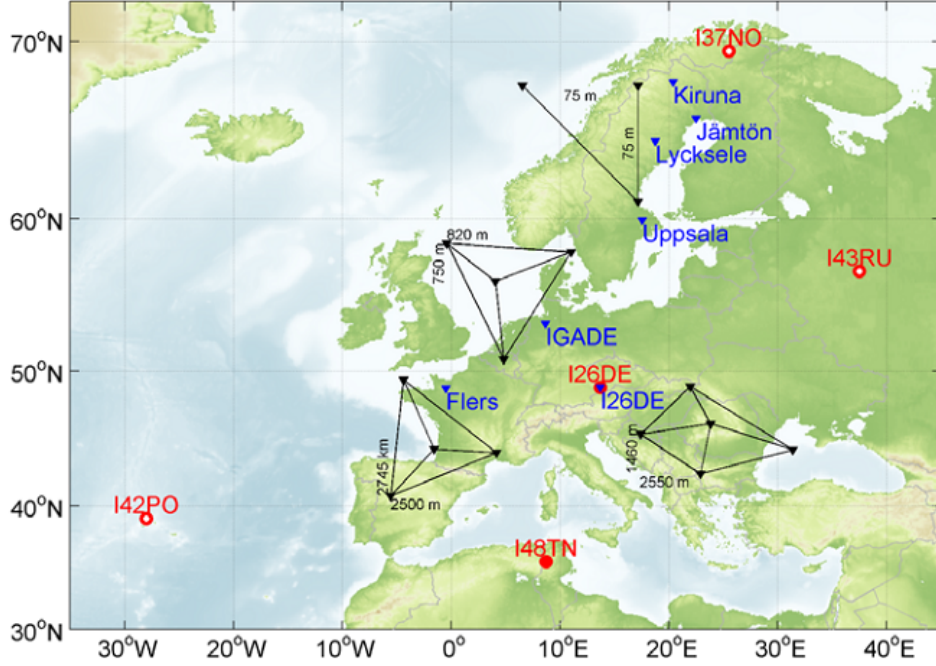 70°N
I37NO
75 m
Kiruna
Jämtön
75 m
Lycksele
60°N
Uppsala
820 m
750 m
I43RU
IGADE
50°N
I26DE
I26DE
Flers
1460 E
2745 km
2550 m
2500 m
40°N
I42PO
I48TN
30°N
30°W
20°W
10°W
0°
10°E
20°E
30°E
40°E